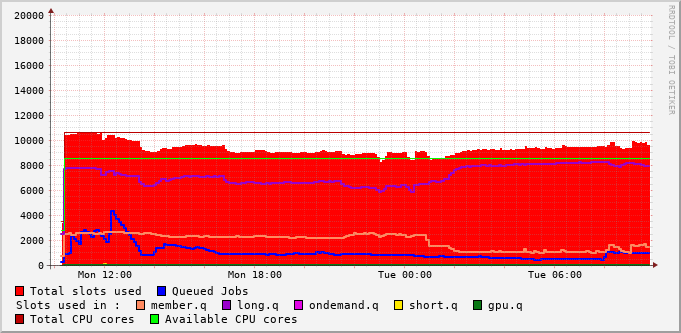 RRDTOOL / TOBI OETIKER
20000
18000
16000
14000
12000
10000
8000
6000
4000
2000
0
Mon 12:00 Mon 18:00 Tue 00:00 Tue 06:00
Total slots used Queued Jobs
Slots used in : member.q long.q ondemand.q short.q gpu.q
Total CPU cores Available CPU cores